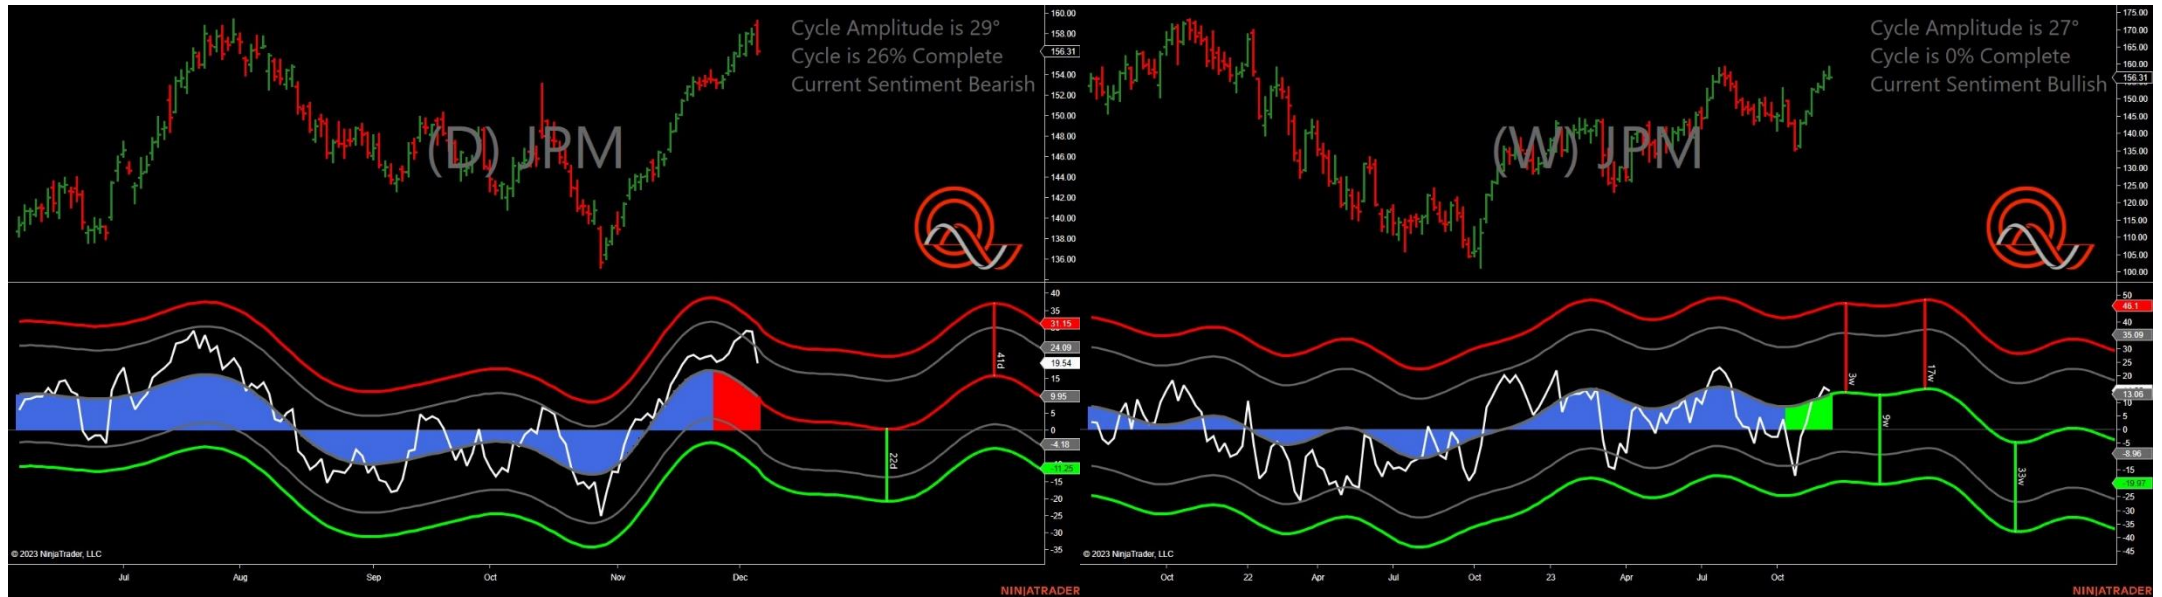 Cycle Amplitude is 29°
Cycle is 26% Complete
Current Sentiment Bearish
(D) JPM
160.00
158.00
156.31
154.00
152.00
150.00
148.00
146.00
144.00
142.00
140.00
138.00
136.00
40
35
31.15
24.09
19.54
15
9.95
5
0
-4.18
-11.25
-15
-20
-25
-30
-35
41d
22d
© 2023 NinjaTrader, LLC
Jul
Aug
Sep
Oct
Nov
Dec
NINJATRADER
Cycle Amplitude is 27°
Cycle is 0% Complete
Current Sentiment Bullish
(W) JPM
175.00
170.00
165.00
160.00
156.31
150.00
145.00
140.00
135.00
130.00
125.00
120.00
115.00
110.00
105.00
100.00
50
46.1
40
35.09
30
25
20
13.06
10
5
0
-5
-8.96
-15
-19.97
-25
-30
-35
-40
-45
3w
17w
9w
33w
© 2023 NinjaTrader, LLC
Oct
22
Apr
Jul
Oct
23
Apr
Jul
Oct
NINJATRADER